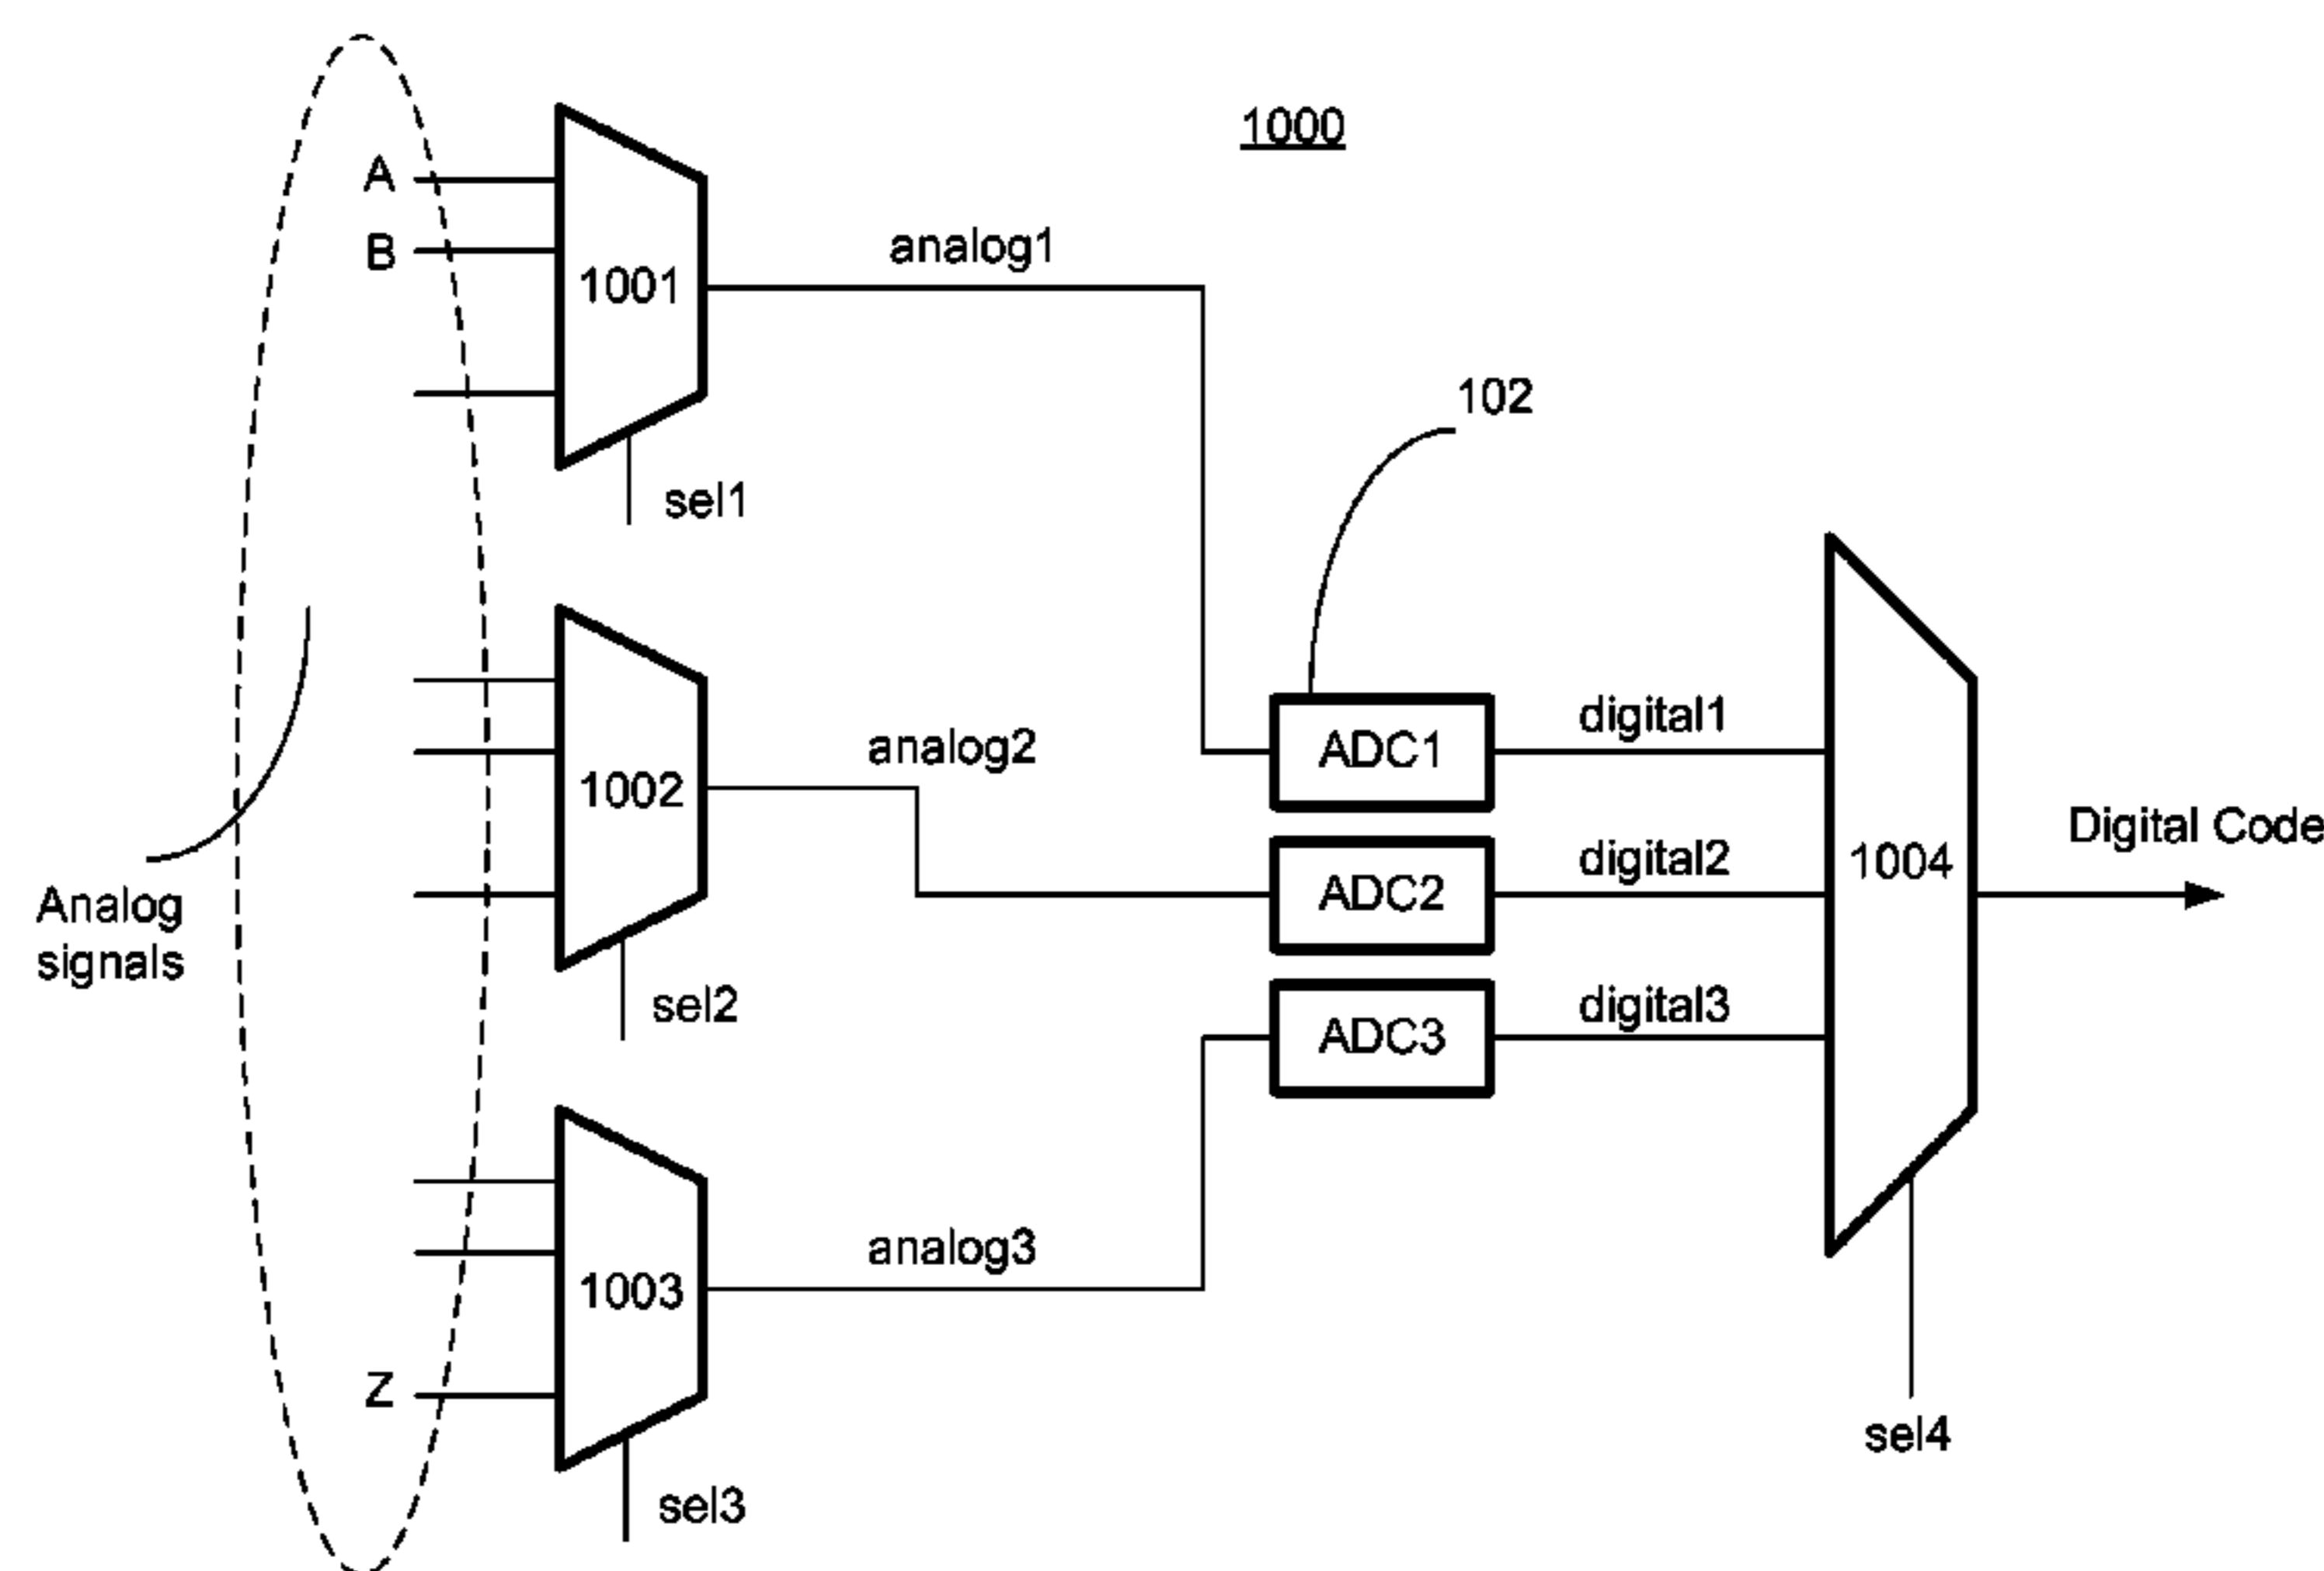 1000
A
B
1001
analog1
sel1
102
1002
analog2
sel2
Analog
signals
ADC1
digital1
ADC2
digital2
ADC3
digital3
1004
Digital Code
1003
analog3
Z
sel3
sel4